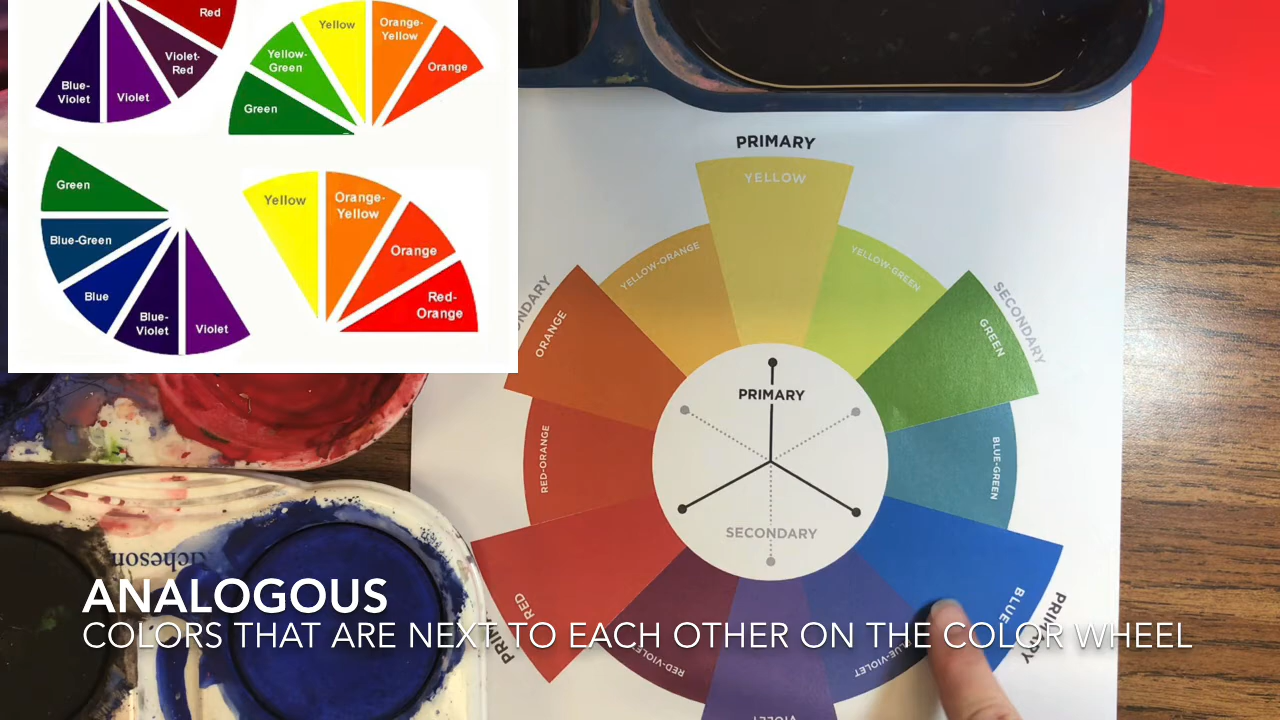 Red
Violet-
Red
Violet
Blue-
Violet
Yellow
Orange-
Yellow
Orange
Yellow-
Green
Green
Green
Blue-Green
Blue
Blue-
Violet
Violet
Yellow
Orange-
Yellow
Orange
Red-
Orange
PRIMARY
YELLOW
YELLOW-ORANGE
YELLOW-GREEN
ORANGE
GREEN
SECONDARY
RED-ORANGE
BLUE-GREEN
PRIMARY
SECONDARY
RED
BLUE
PRIMARY
RED-VIOLET
BLUE-VIOLET
VIOLET
ANALOGOUS
COLORS THAT ARE NEXT TO EACH OTHER ON THE COLOR WHEEL